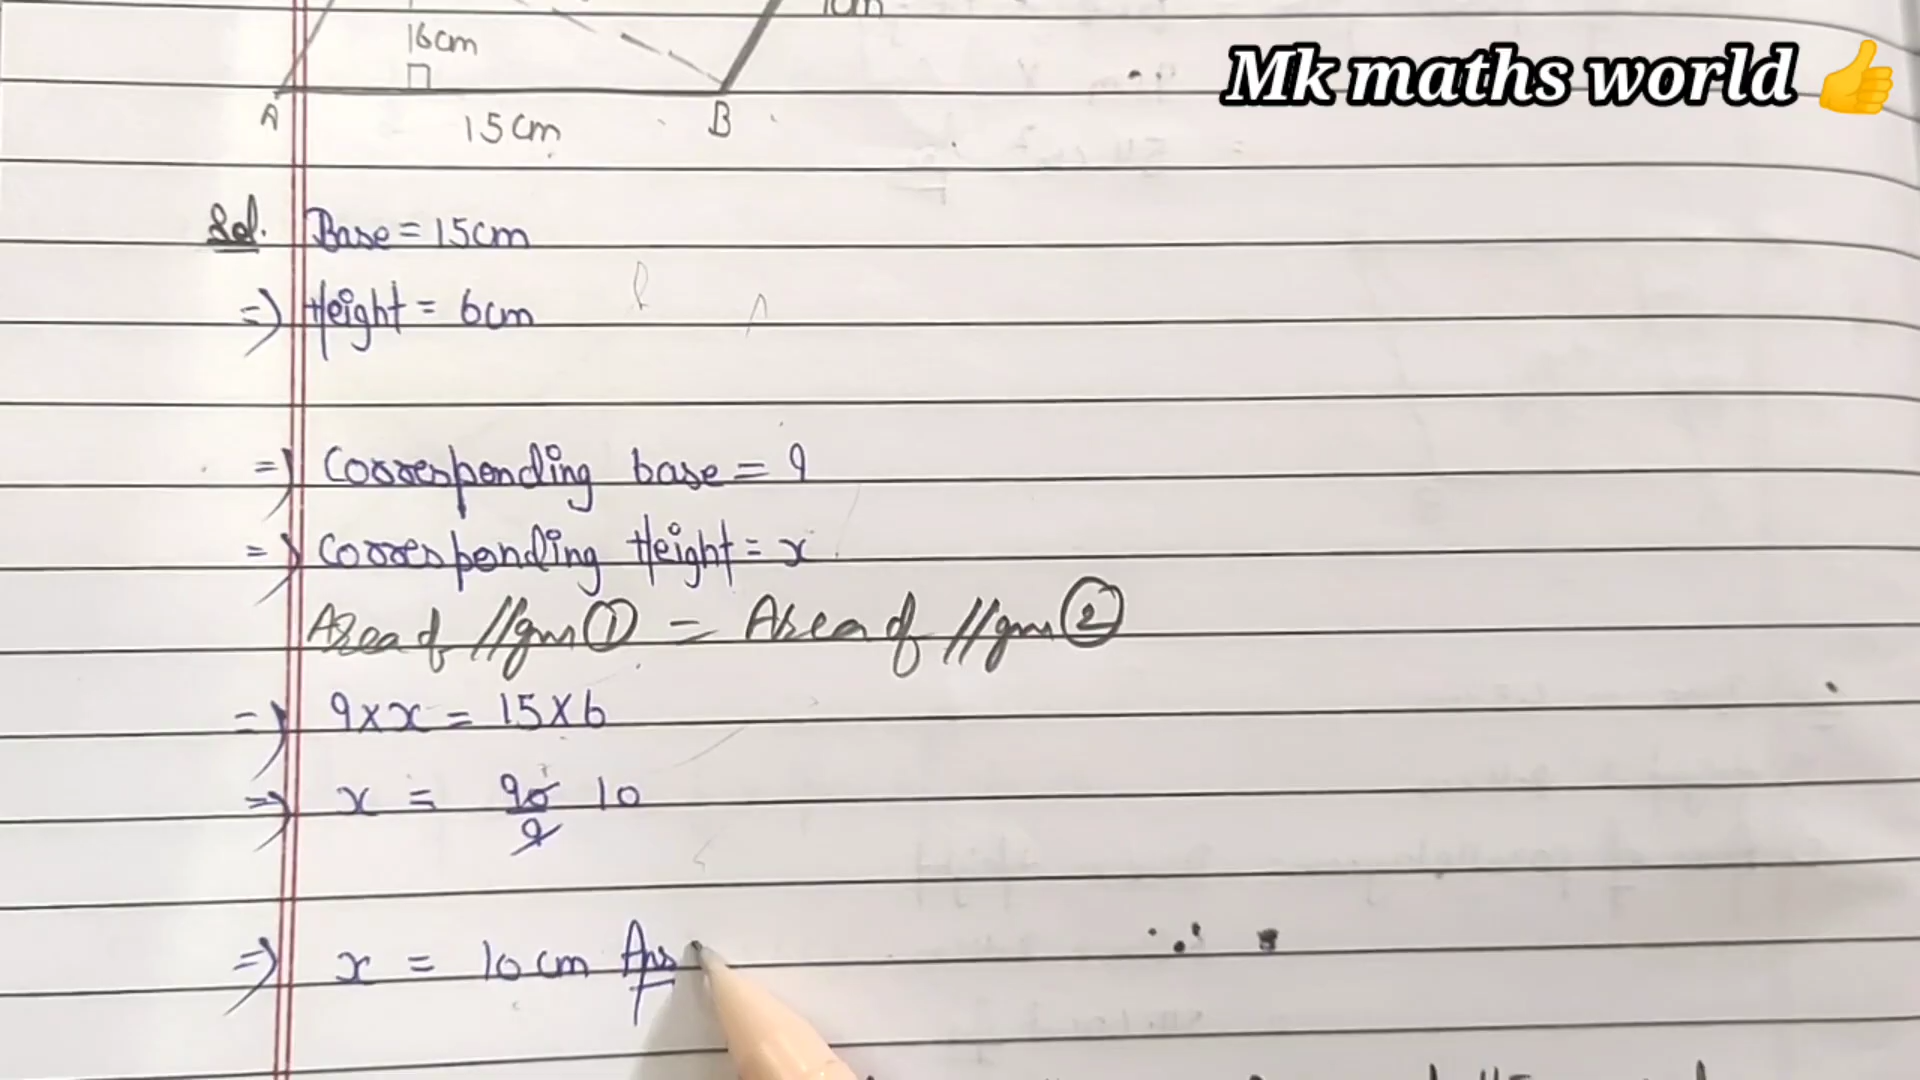 16cm
Mk maths world 👍
A 15cm B
Sol. Base = 15cm
=) Height = 6cm
=) Corresponding base = 9
=) Corresponding Height = x
Area of //gm ① = Area of //gm ②
=) 9 × x = 15 × 6
=) x = 90/9 10
=) x = 10 cm Ans